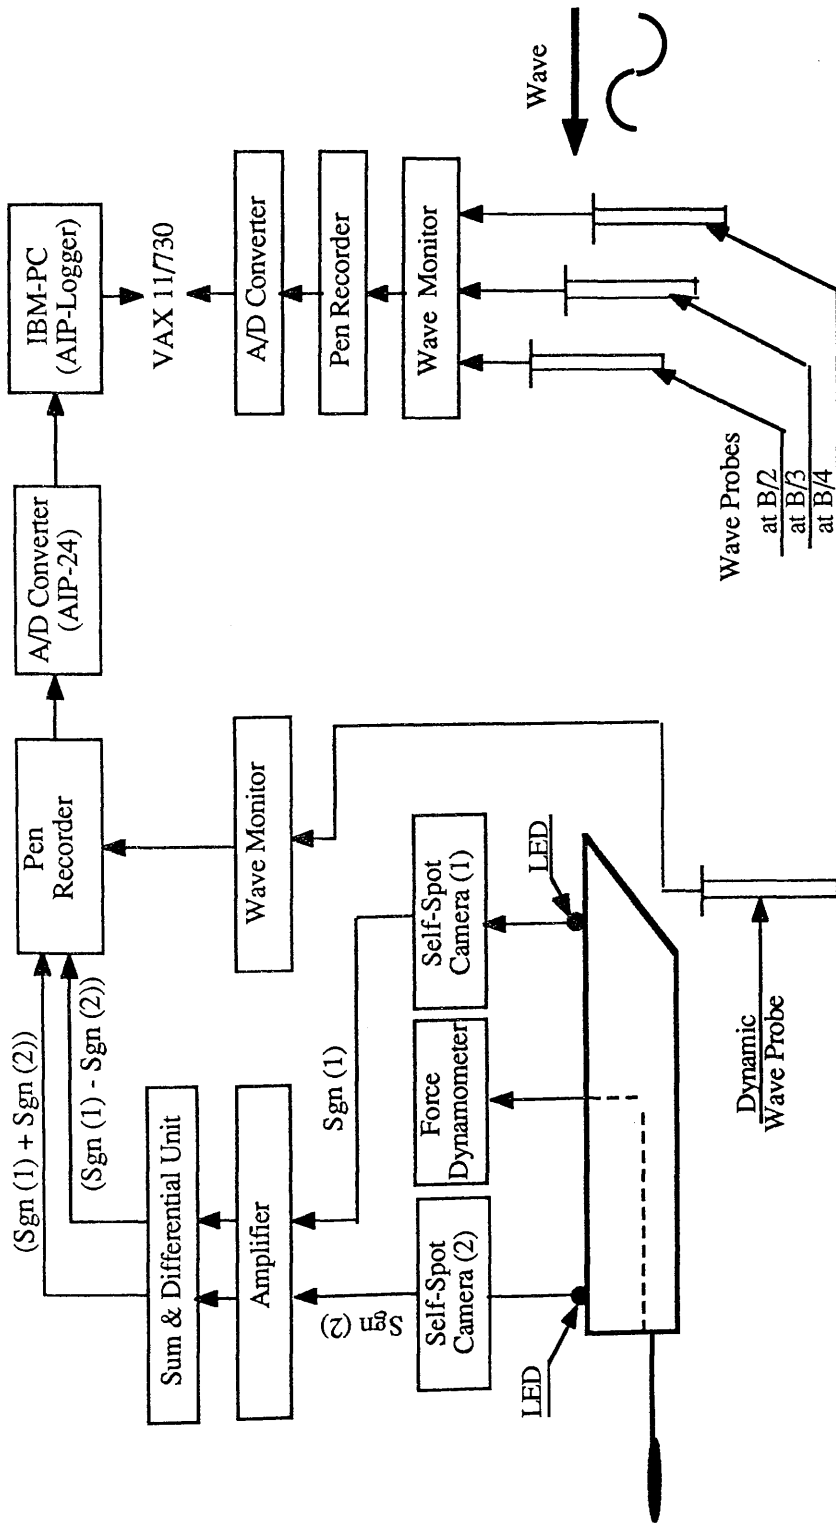 (Sgn (1) + Sgn (2))
(Sgn (1) - Sgn (2))
Pen
Recorder
A/D Converter
(AIP-24)
IBM-PC
(AIP-Logger)
VAX 11/730
Sum & Differential Unit
Amplifier
Sgn (1)
Sgn (2)
Wave Monitor
A/D Converter
Pen Recorder
Wave Monitor
Self-Spot
Camera (2)
Force
Dynamometer
Self-Spot
Camera (1)
LED
LED
Wave
Dynamic
Wave Probe
Wave Probes
at B/2
at B/3
at B/4